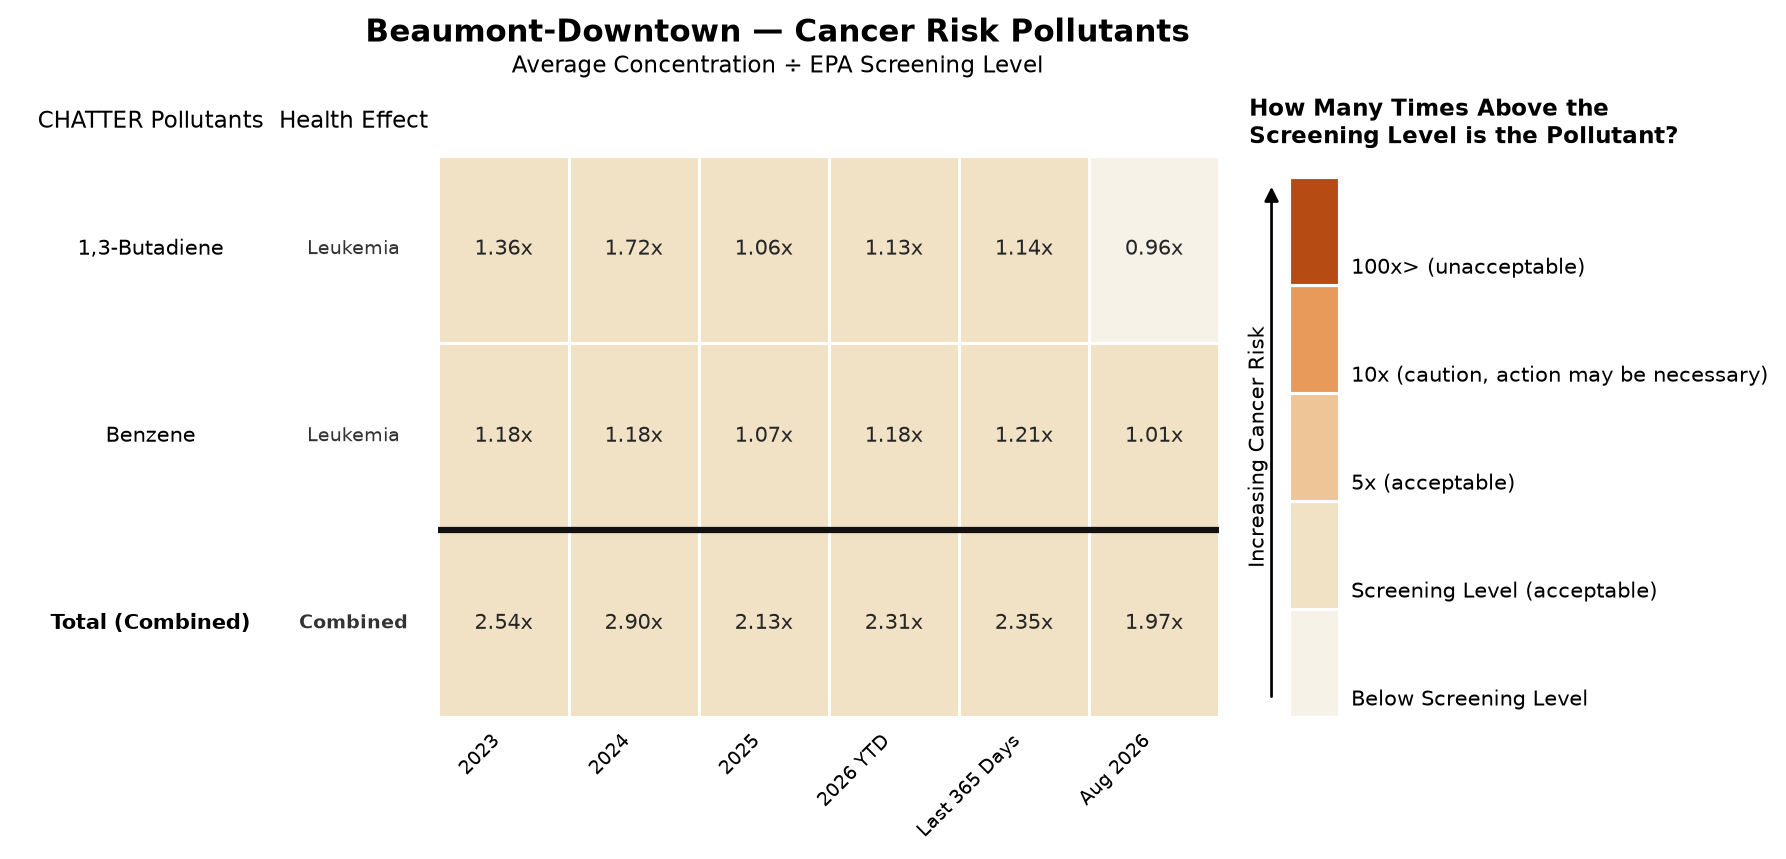 Beaumont-Downtown — Cancer Risk Pollutants
Average Concentration ÷ EPA Screening Level
CHATTER Pollutants Health Effect
1,3-Butadiene Leukemia 1.36x 1.72x 1.06x 1.13x 1.14x 0.96x
Benzene Leukemia 1.18x 1.18x 1.07x 1.18x 1.21x 1.01x
Total (Combined) Combined 2.54x 2.90x 2.13x 2.31x 2.35x 1.97x
2023 2024 2025 2026 YTD Last 365 Days Aug 2026
How Many Times Above the
Screening Level is the Pollutant?
Increasing Cancer Risk
100x> (unacceptable)
10x (caution, action may be necessary)
5x (acceptable)
Screening Level (acceptable)
Below Screening Level